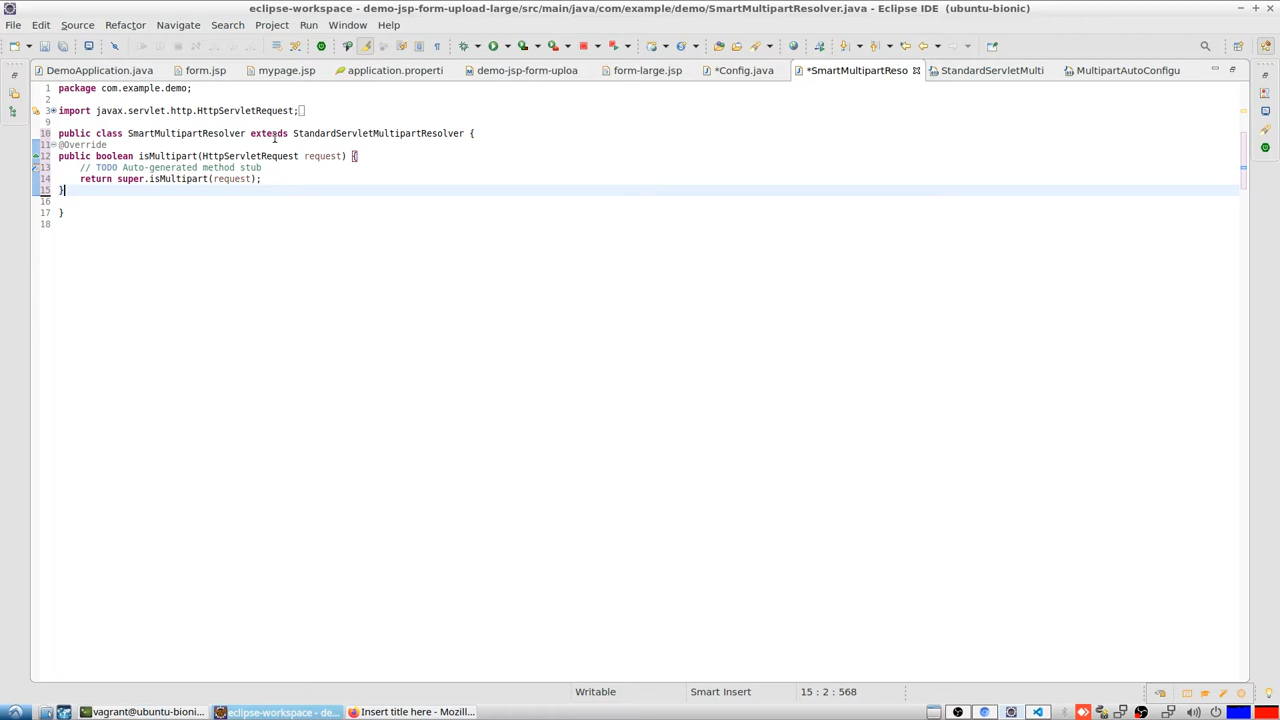 eclipse-workspace - demo-jsp-form-upload-large/src/main/java/com/example/demo/SmartMultipartResolver.java - Eclipse IDE (ubuntu-bionic)
File Edit Source Refactor Navigate Search Project Run Window Help
DemoApplication.java form.jsp mypage.jsp application.properti demo-jsp-form-uploa form-large.jsp *Config.java *SmartMultipartReso StandardServletMulti MultipartAutoConfigu
1 package com.example.demo;
2
3 import javax.servlet.http.HttpServletRequest;
9
10 public class SmartMultipartResolver extends StandardServletMultipartResolver {
11 @Override
12 public boolean isMultipart(HttpServletRequest request) {
13 // TODO Auto-generated method stub
14 return super.isMultipart(request);
15 }
16
17 }
18
Writable Smart Insert 15 : 2 : 568
vagrant@ubuntu-bioni... eclipse-workspace - de... Insert title here - Mozill...